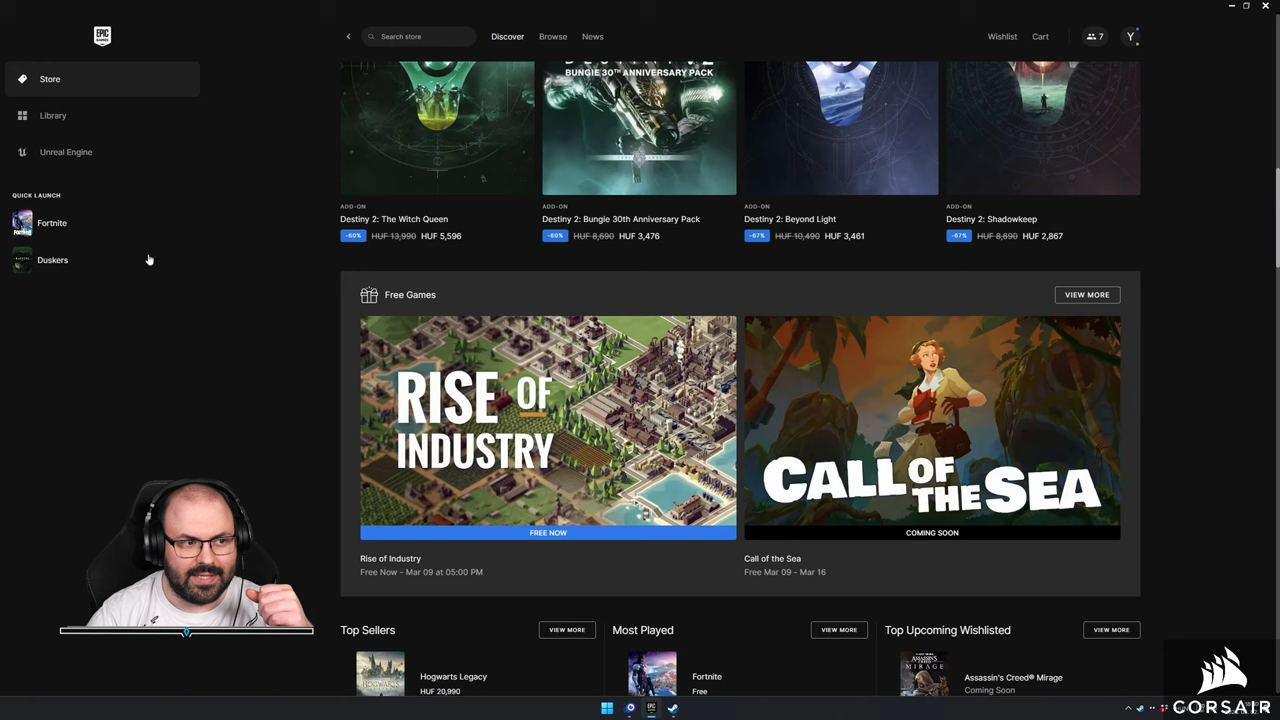 EPIC
GAMES
Search store
Discover
Browse
News
Wishlist
Cart
7
Y
Store
Library
Unreal Engine
QUICK LAUNCH
Fortnite
Duskers
BUNGIE 30TH ANNIVERSARY PACK
ADD-ON
Destiny 2: The Witch Queen
-60% HUF 13,990 HUF 5,596
ADD-ON
Destiny 2: Bungie 30th Anniversary Pack
-60% HUF 8,690 HUF 3,476
ADD-ON
Destiny 2: Beyond Light
-67% HUF 10,490 HUF 3,461
ADD-ON
Destiny 2: Shadowkeep
-67% HUF 8,690 HUF 2,867
Free Games
VIEW MORE
RISE OF
INDUSTRY
FREE NOW
Rise of Industry
Free Now - Mar 09 at 05:00 PM
CALL OF
THE SEA
COMING SOON
Call of the Sea
Free Mar 09 - Mar 16
Top Sellers
VIEW MORE
Hogwarts Legacy
HUF 20,990
Most Played
VIEW MORE
Fortnite
Free
Top Upcoming Wishlisted
VIEW MORE
ASSASSIN'S
CREED
MIRAGE
Assassin's Creed® Mirage
Coming Soon
CORSAIR